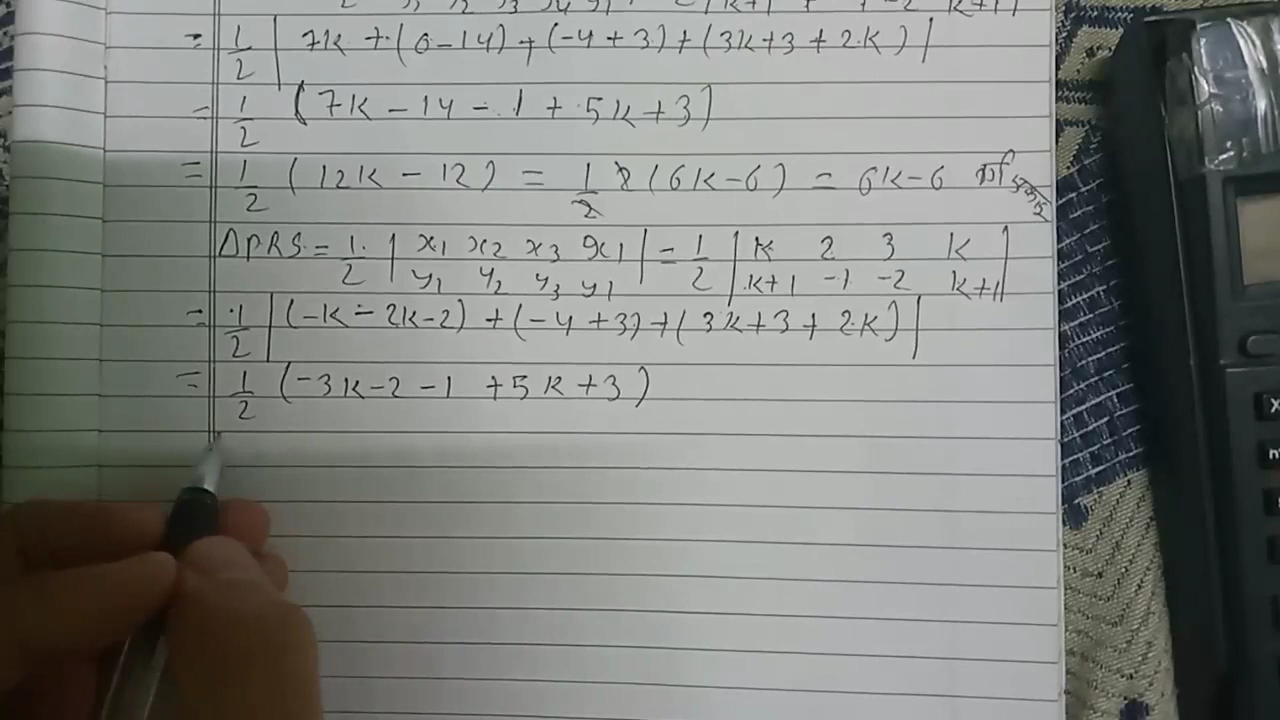 = 1/2 | 7k + (0-14) + (-4+3) + (3k+3+2k) |
= 1/2 (7k - 14 - 1 + 5k + 3)
= 1/2 (12k - 12) = 1/2 2 (6k-6) = 6k-6 वर्ग
ΔPRS = 1/2 | x1 x2 x3 x1 | = 1/2 | k 2 3 k |
y1 y2 y3 y1 k+1 -1 -2 k+1
= 1/2 | (-k - 2k-2) + (-4+3) + (3k+3+2k) |
= 1/2 (-3k-2-1 +5k+3)